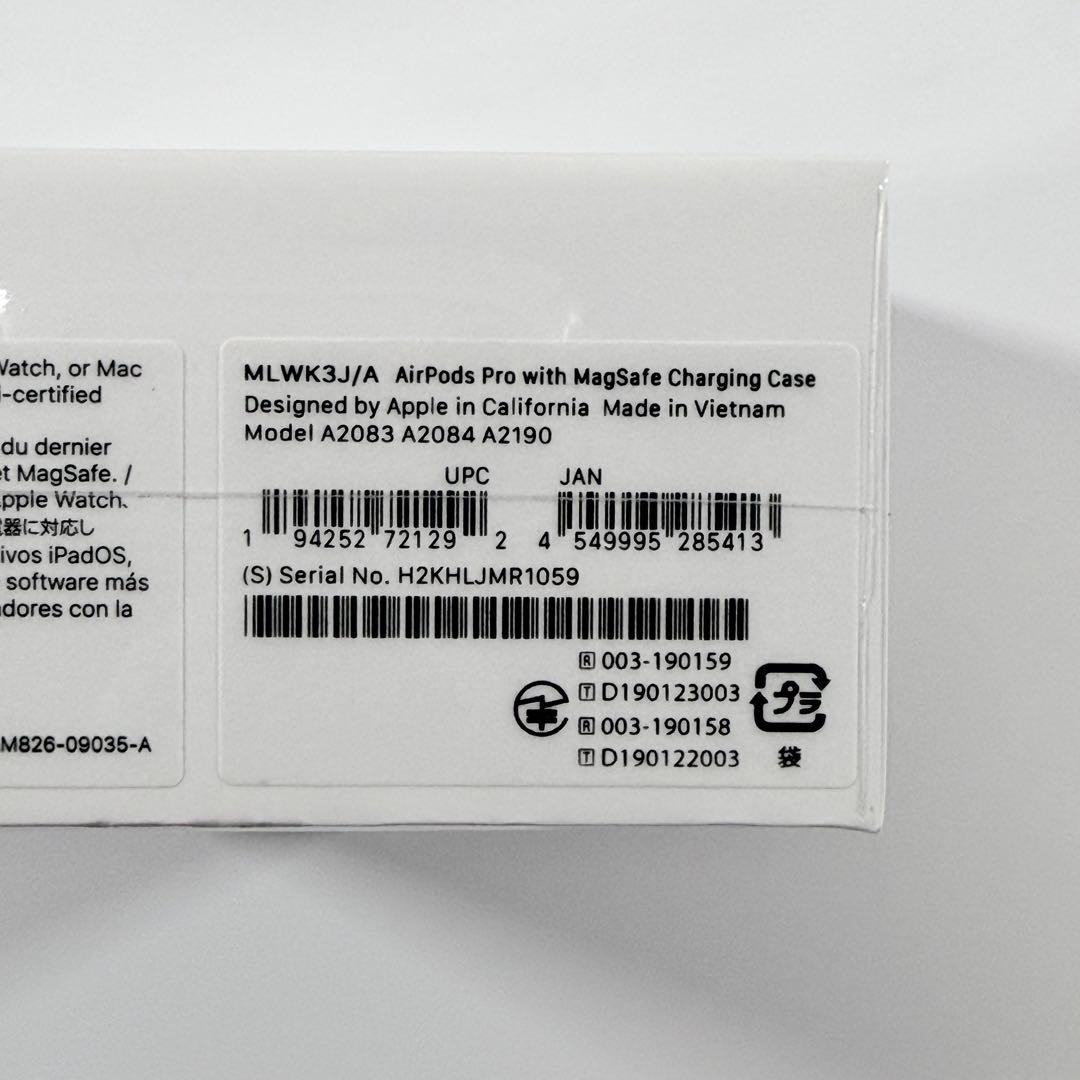 Watch, or Mac
-certified
du dernier
et MagSafe. /
Apple Watch、
電器に対応し
ivos iPadOS,
software más
adores con la
M826-09035-A
MLWK3J/A AirPods Pro with MagSafe Charging Case
Designed by Apple in California Made in Vietnam
Model A2083 A2084 A2190
UPC JAN
1 94252 72129 2 4 549995 285413
(S) Serial No. H2KHLJMR1059
R 003-190159
T D190123003
R 003-190158
T D190122003
プラ
袋